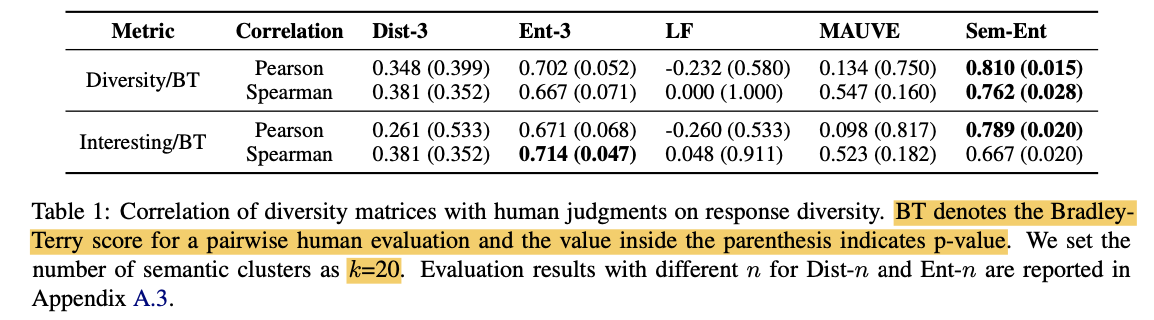 Metric Correlation Dist-3 Ent-3 LF MAUVE Sem-Ent
Diversity/BT Pearson 0.348 (0.399) 0.702 (0.052) -0.232 (0.580) 0.134 (0.750) 0.810 (0.015)
Spearman 0.381 (0.352) 0.667 (0.071) 0.000 (1.000) 0.547 (0.160) 0.762 (0.028)
Interesting/BT Pearson 0.261 (0.533) 0.671 (0.068) -0.260 (0.533) 0.098 (0.817) 0.789 (0.020)
Spearman 0.381 (0.352) 0.714 (0.047) 0.048 (0.911) 0.523 (0.182) 0.667 (0.020)
Table 1: Correlation of diversity matrices with human judgments on response diversity. BT denotes the Bradley-
Terry score for a pairwise human evaluation and the value inside the parenthesis indicates p-value. We set the
number of semantic clusters as k=20. Evaluation results with different n for Dist-n and Ent-n are reported in
Appendix A.3.